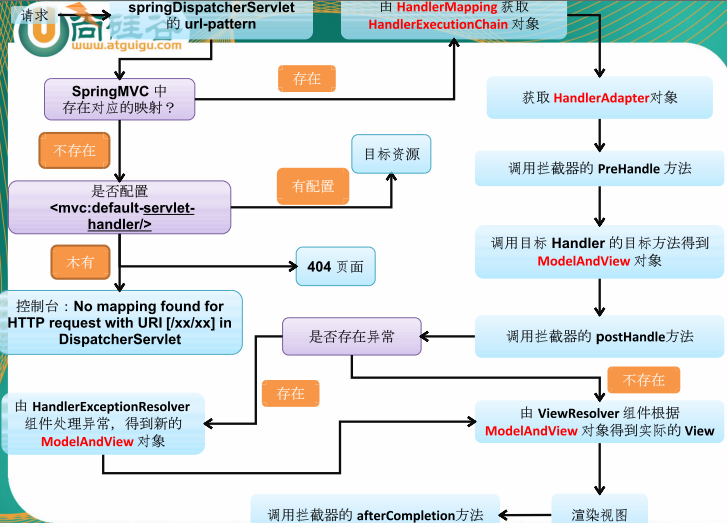 请求
springDispatcherServlet
的 url-pattern
由 HandlerMapping 获取
HandlerExecutionChain 对象
尚硅谷
www.atguigu.com
SpringMVC 中
存在对应的映射？
存在
获取 HandlerAdapter对象
不存在
目标资源
调用拦截器的 PreHandle 方法
是否配置
<mvc:default-servlet-
handler/>
有配置
调用目标 Handler 的目标方法得到
ModelAndView 对象
木有
404 页面
控制台：No mapping found for
HTTP request with URI [/xx/xx] in
DispatcherServlet
是否存在异常
调用拦截器的 postHandle方法
存在
不存在
由 HandlerExceptionResolver
组件处理异常，得到新的
ModelAndView 对象
由 ViewResolver 组件根据
ModelAndView 对象得到实际的 View
调用拦截器的 afterCompletion方法
渲染视图